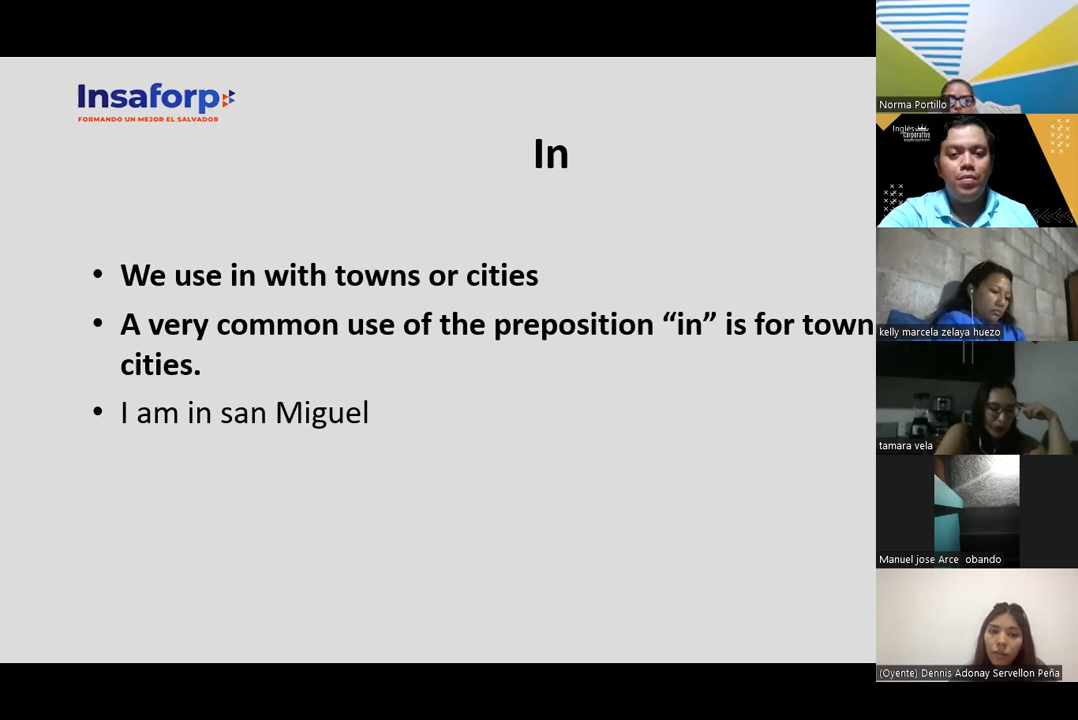 Insaforp
FORMANDO UN MEJOR EL SALVADOR
In
• We use in with towns or cities
• A very common use of the preposition “in” is for town
cities.
• I am in san Miguel
Norma Portillo
Inglés
Corporativo
kelly marcela zelaya huezo
tamara vela
Manuel jose Arce obando
(Oyente) Dennis Adonay Servellon Peña